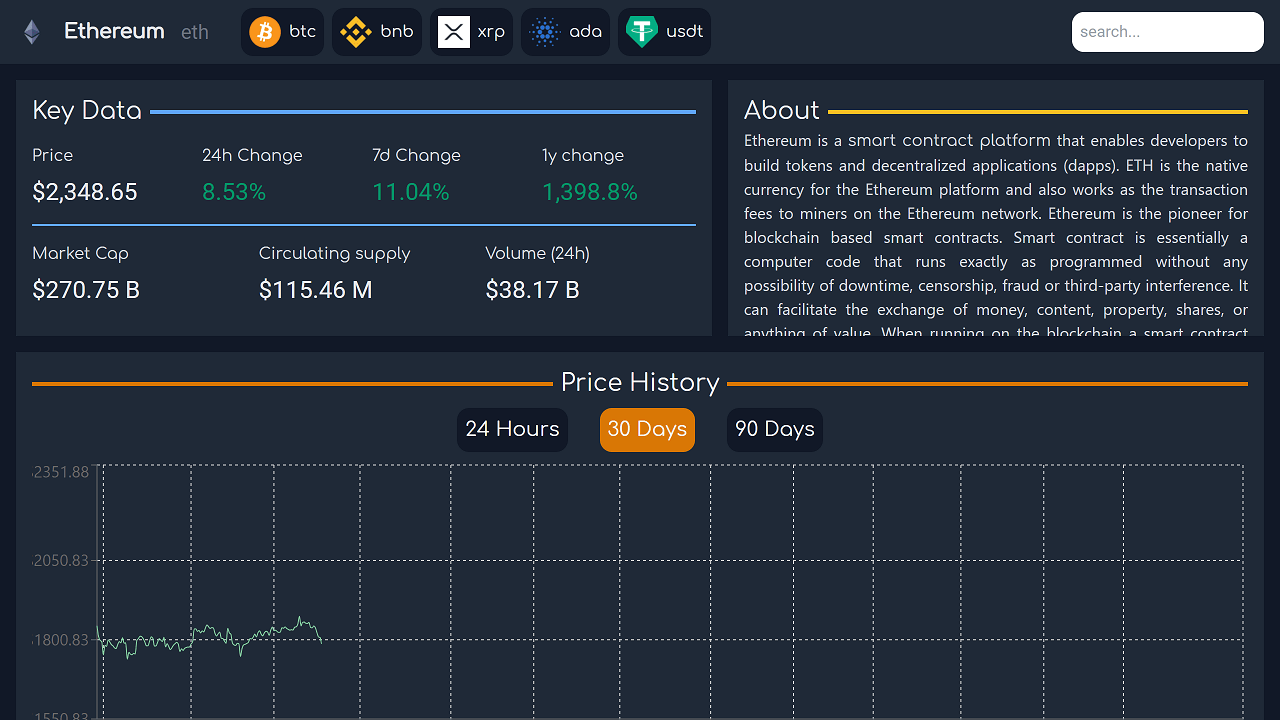 Ethereum eth btc bnb xrp ada usdt search...
Key Data
Price 24h Change 7d Change 1y change
$2,348.65 8.53% 11.04% 1,398.8%
Market Cap Circulating supply Volume (24h)
$270.75 B $115.46 M $38.17 B
About
Ethereum is a smart contract platform that enables developers to
build tokens and decentralized applications (dapps). ETH is the native
currency for the Ethereum platform and also works as the transaction
fees to miners on the Ethereum network. Ethereum is the pioneer for
blockchain based smart contracts. Smart contract is essentially a
computer code that runs exactly as programmed without any
possibility of downtime, censorship, fraud or third-party interference. It
can facilitate the exchange of money, content, property, shares, or
anything of value. When running on the blockchain a smart contract
Price History
24 Hours 30 Days 90 Days
2351.88
2050.83
1800.83
1550.83